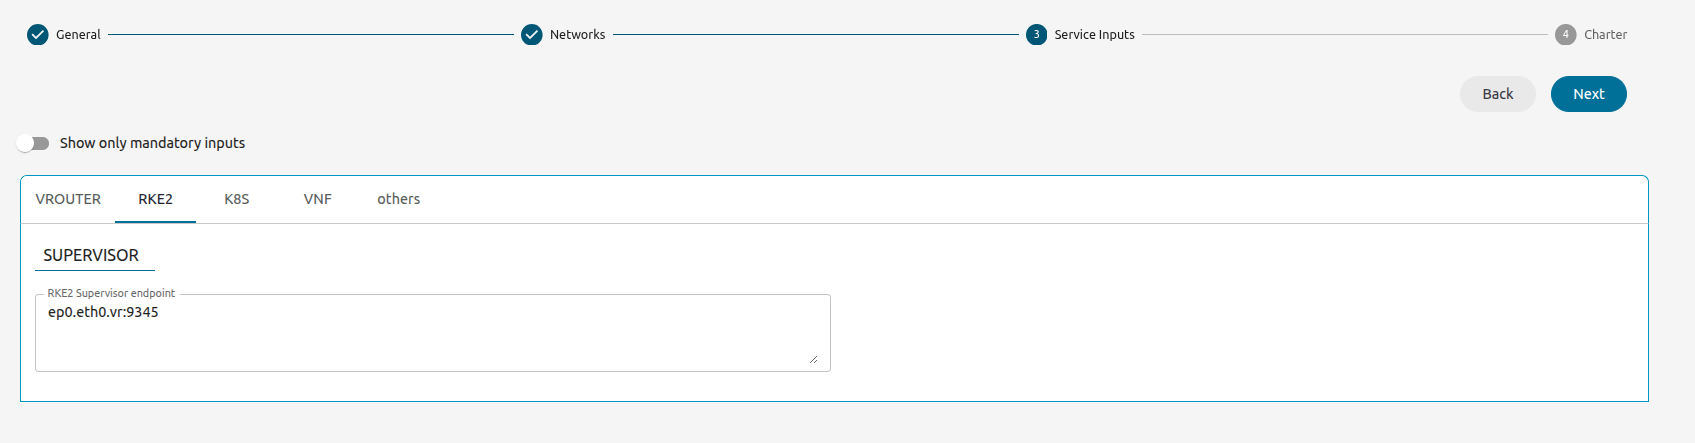 General
Networks
3
Service Inputs
4
Charter
Back
Next
Show only mandatory inputs
VROUTER
RKE2
K8S
VNF
others
SUPERVISOR
RKE2 Supervisor endpoint
ep0.eth0.vr:9345